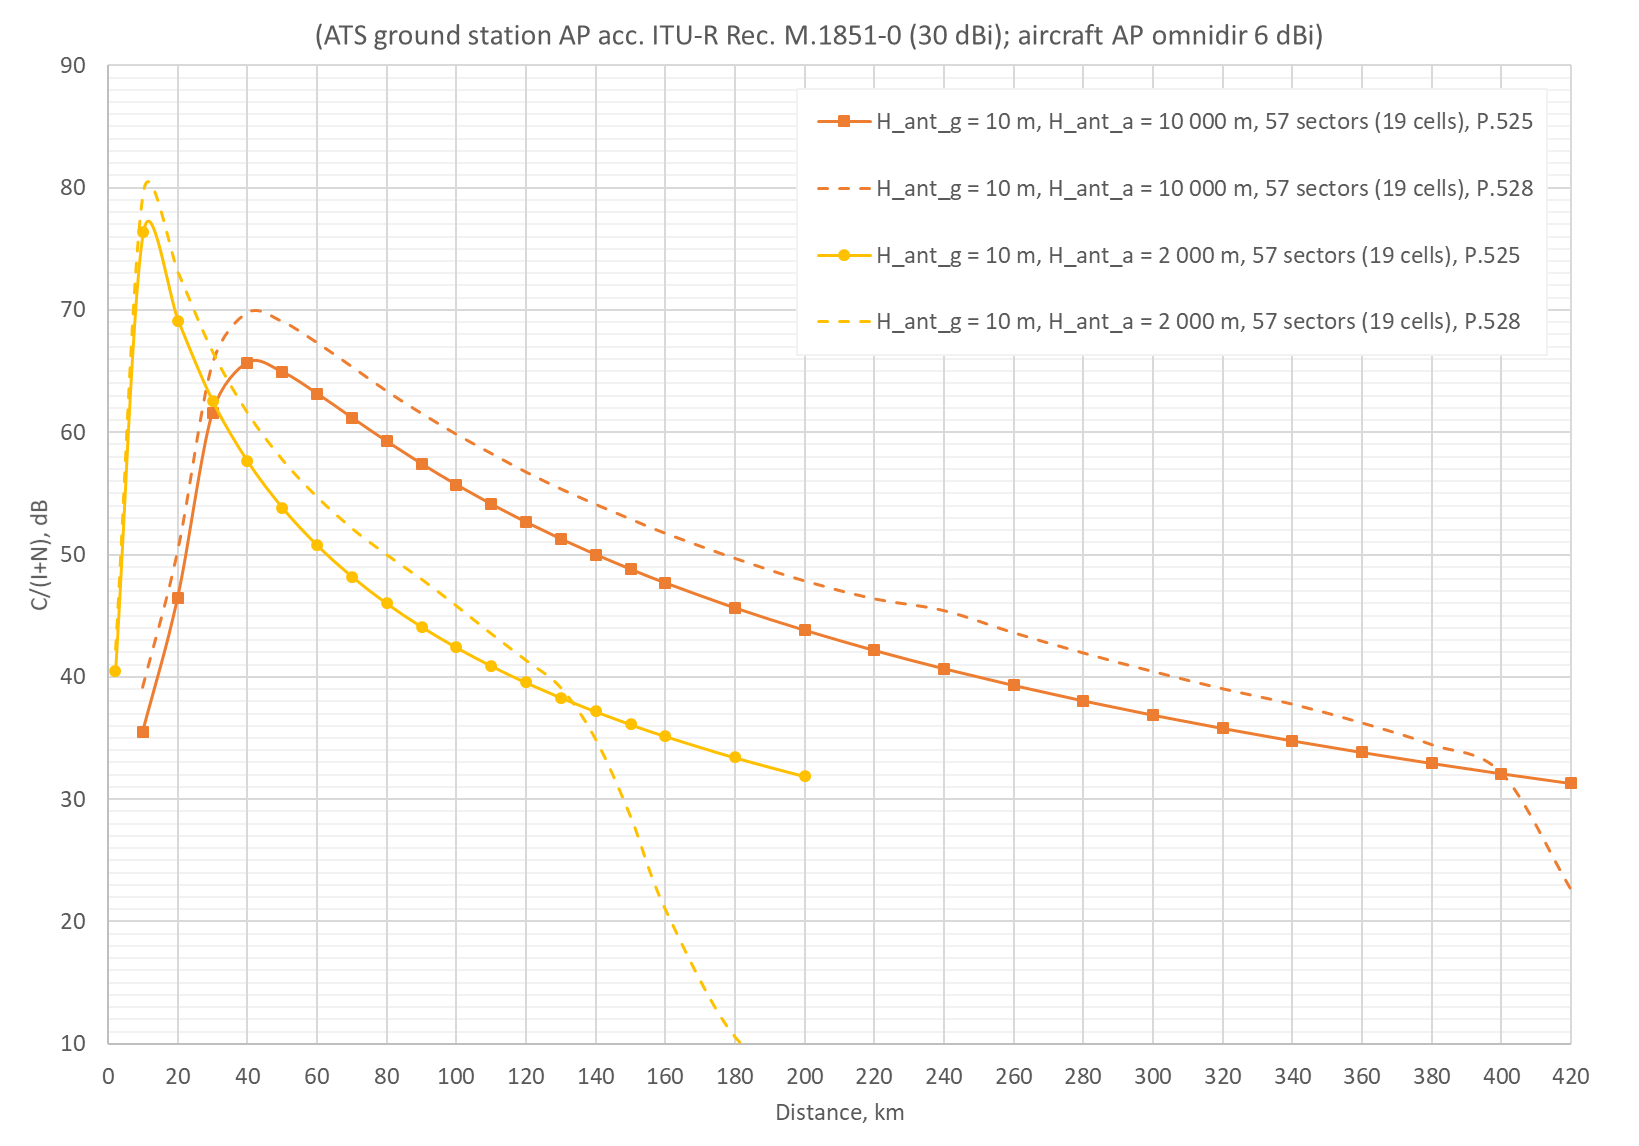 (ATS ground station AP acc. ITU-R Rec. M.1851-0 (30 dBi); aircraft AP omnidir 6 dBi)
90
80
70
60
50
40
30
20
10
C/(I+N), dB
H_ant_g = 10 m, H_ant_a = 10 000 m, 57 sectors (19 cells), P.525
H_ant_g = 10 m, H_ant_a = 10 000 m, 57 sectors (19 cells), P.528
H_ant_g = 10 m, H_ant_a = 2 000 m, 57 sectors (19 cells), P.525
H_ant_g = 10 m, H_ant_a = 2 000 m, 57 sectors (19 cells), P.528
0 20 40 60 80 100 120 140 160 180 200 220 240 260 280 300 320 340 360 380 400 420
Distance, km